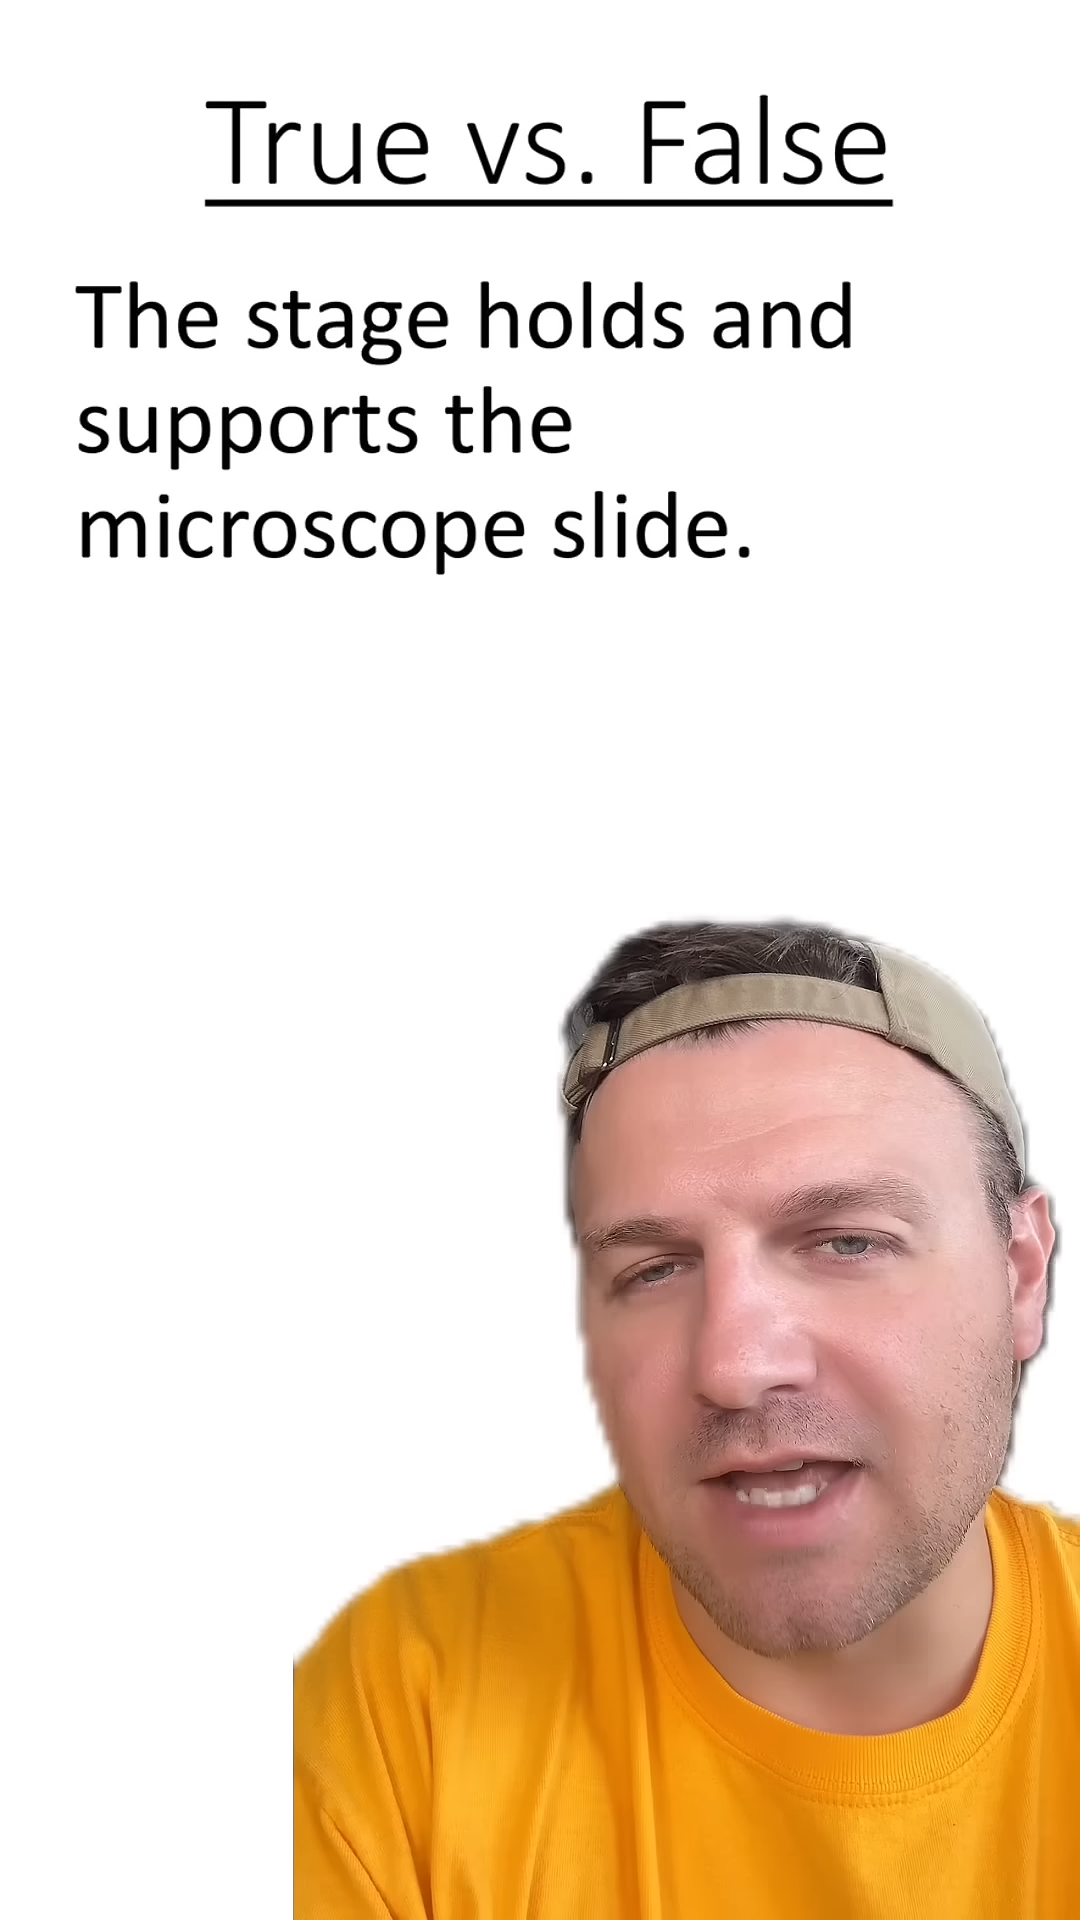 True vs. False
The stage holds and
supports the
microscope slide.